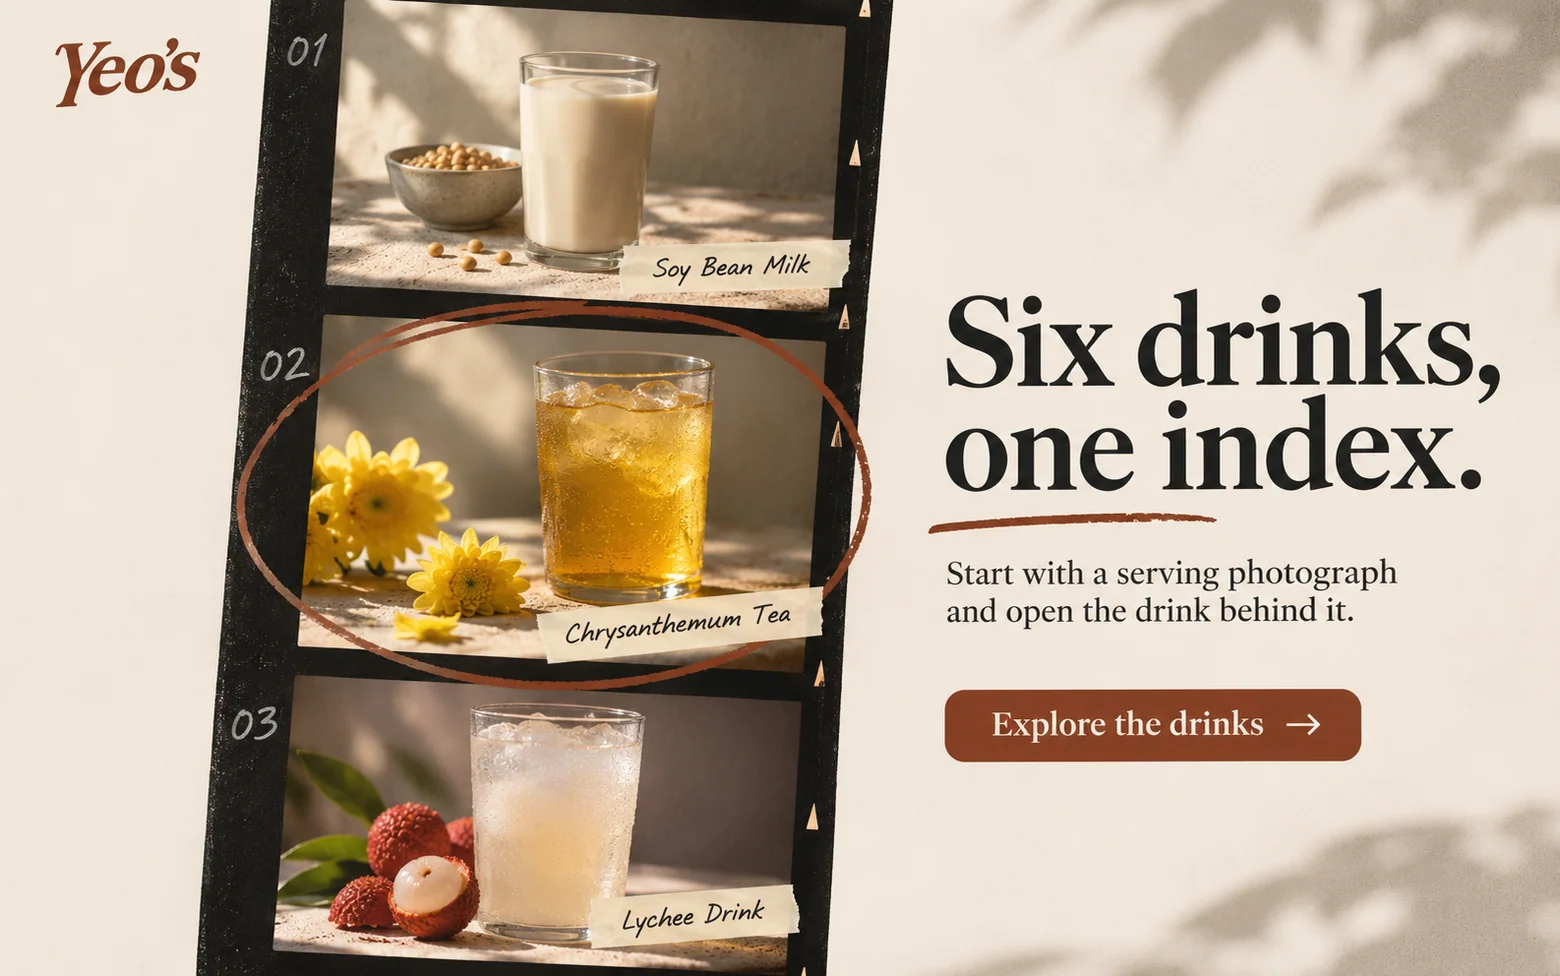 Yeo's
01
Soy Bean Milk
02
Chrysanthemum Tea
03
Lychee Drink
Six drinks,
one index.
Start with a serving photograph
and open the drink behind it.
Explore the drinks →